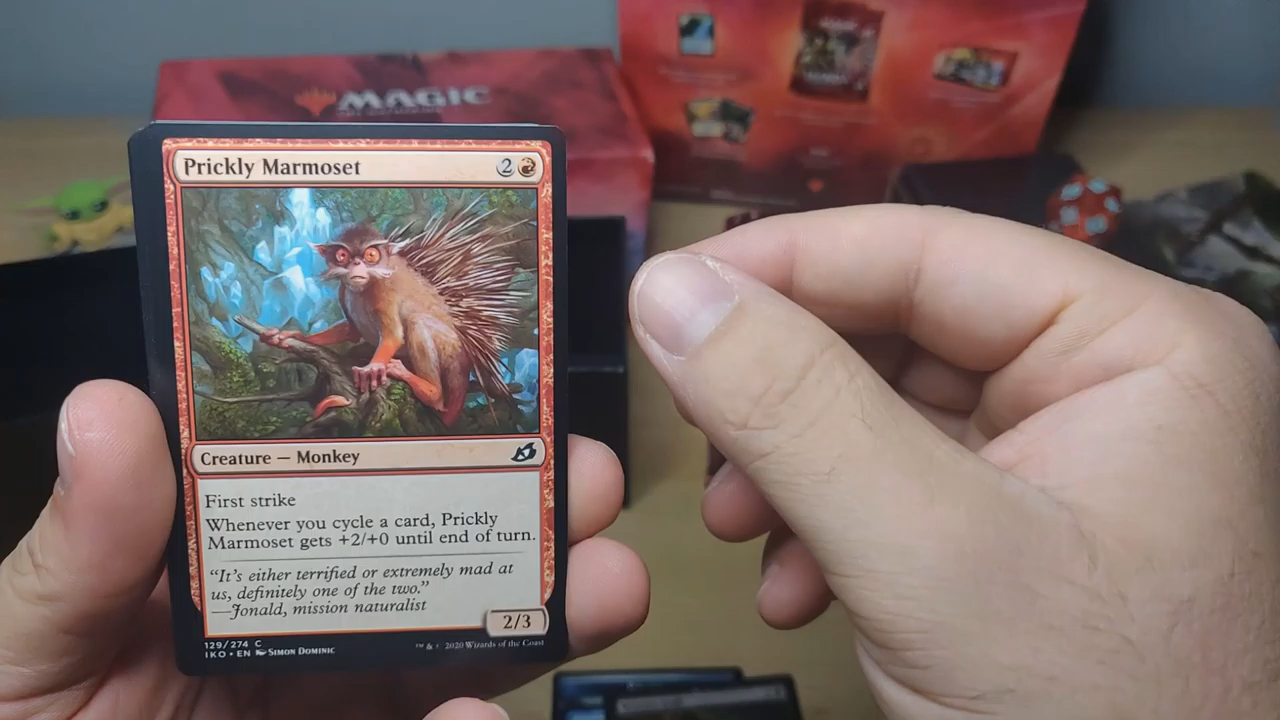 MAGIC
Prickly Marmoset
2
Creature — Monkey
First strike
Whenever you cycle a card, Prickly
Marmoset gets +2/+0 until end of turn.
“It’s either terrified or extremely mad at
us, definitely one of the two.”
—Jonald, mission naturalist
2/3
129/274 C
IKO • EN SIMON DOMINIC
™ & © 2020 Wizards of the Coast